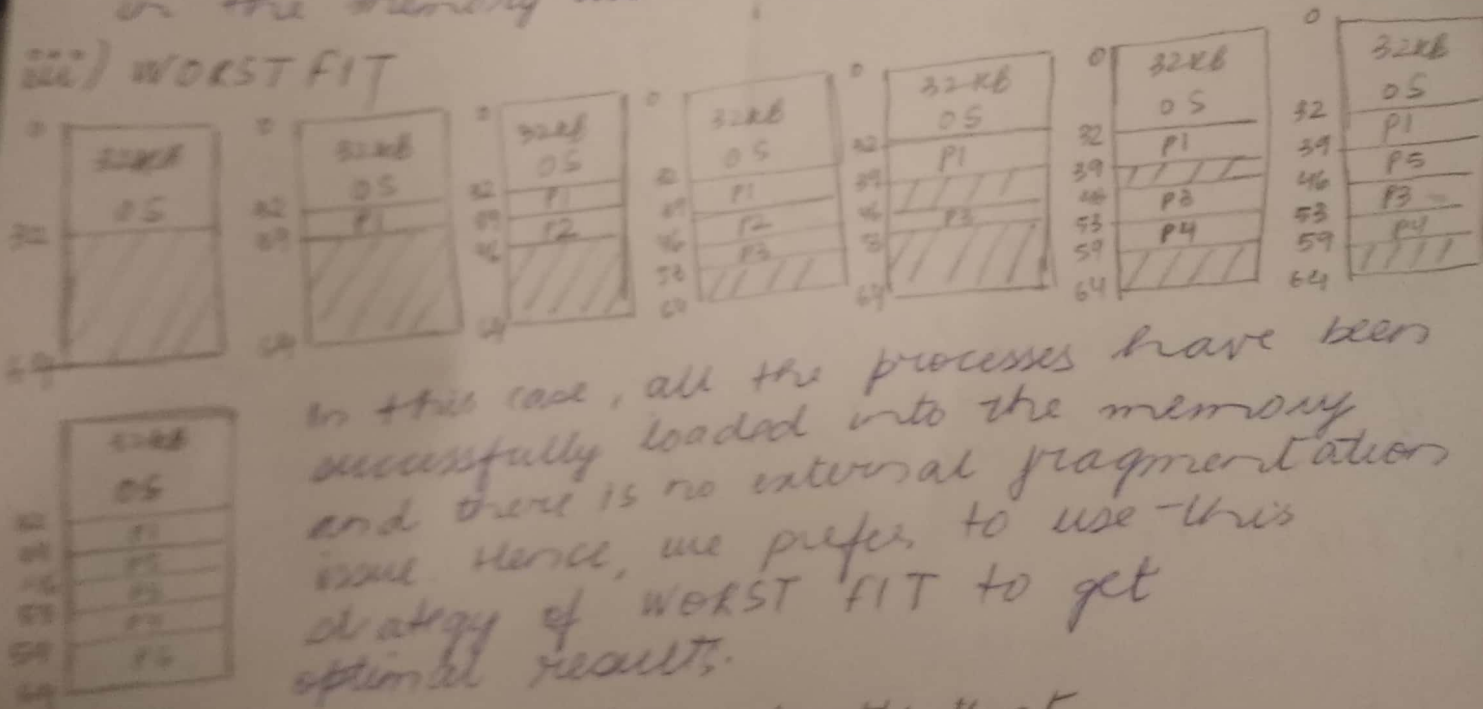 in the memory
iii) WORST FIT
0 32KB OS 32
0 32KB OS 32 P1 39
0 32KB OS 32 P1 39 P2 46
0 32KB OS 32 P1 39 P2 46 P3 53
0 32KB OS 32 P1 39 46 P3 53 64
0 32KB OS 32 P1 39 46 P3 53 P4 59 64
0 32KB OS 32 P1 39 P5 46 P3 53 P4 59 64
32KB OS
In this case, all the processes have been
successfully loaded into the memory
and there is no external fragmentation
issue. Hence, we prefer to use this
strategy of WORST FIT to get
optimal results.